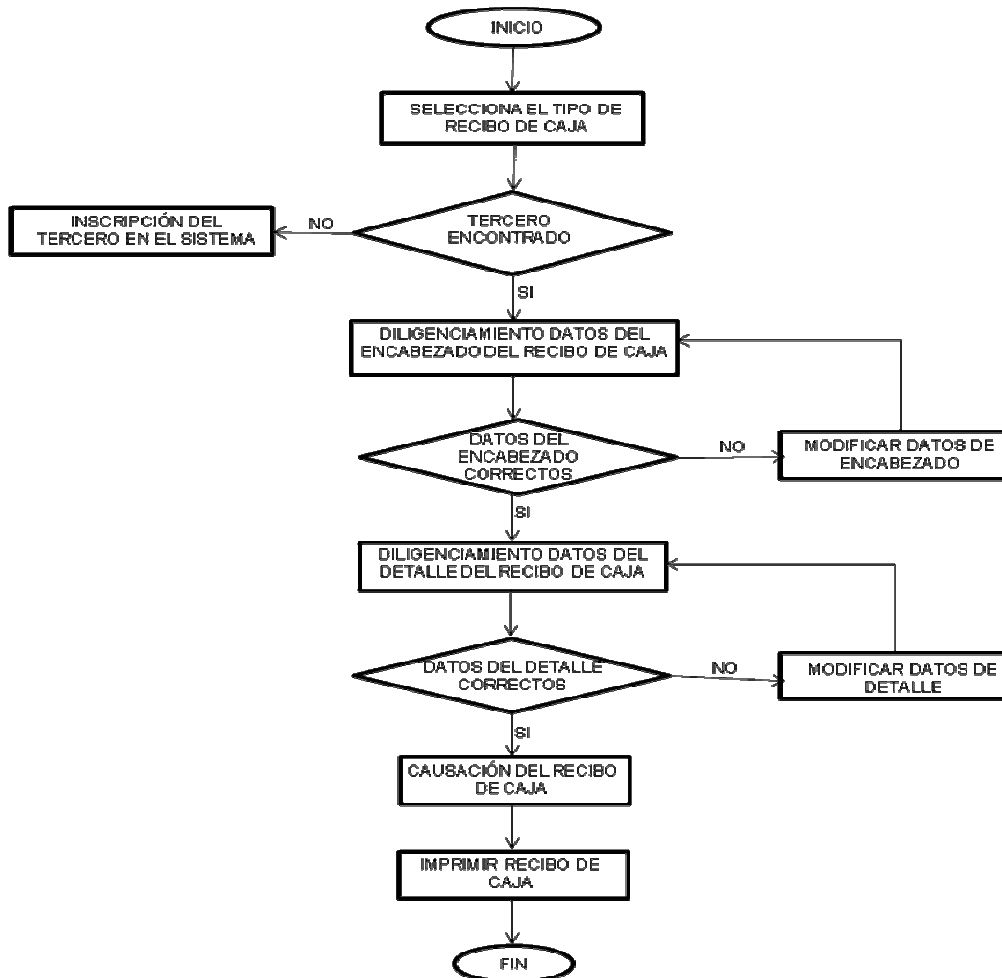 INICIO
SELECCIONA EL TIPO DE
RECIBO DE CAJA
TERCERO
ENCONTRADO
NO
INSCRIPCIÓN DEL
TERCERO EN EL SISTEMA
SI
DILIGENCIAMIENTO DATOS DEL
ENCABEZADO DEL RECIBO DE CAJA
DATOS DEL
ENCABEZADO
CORRECTOS
NO
MODIFICAR DATOS DE
ENCABEZADO
SI
DILIGENCIAMIENTO DATOS DEL
DETALLE DEL RECIBO DE CAJA
DATOS DEL DETALLE
CORRECTOS
NO
MODIFICAR DATOS DE
DETALLE
SI
CAUSACIÓN DEL RECIBO
DE CAJA
IMPRIMIR RECIBO DE
CAJA
FIN